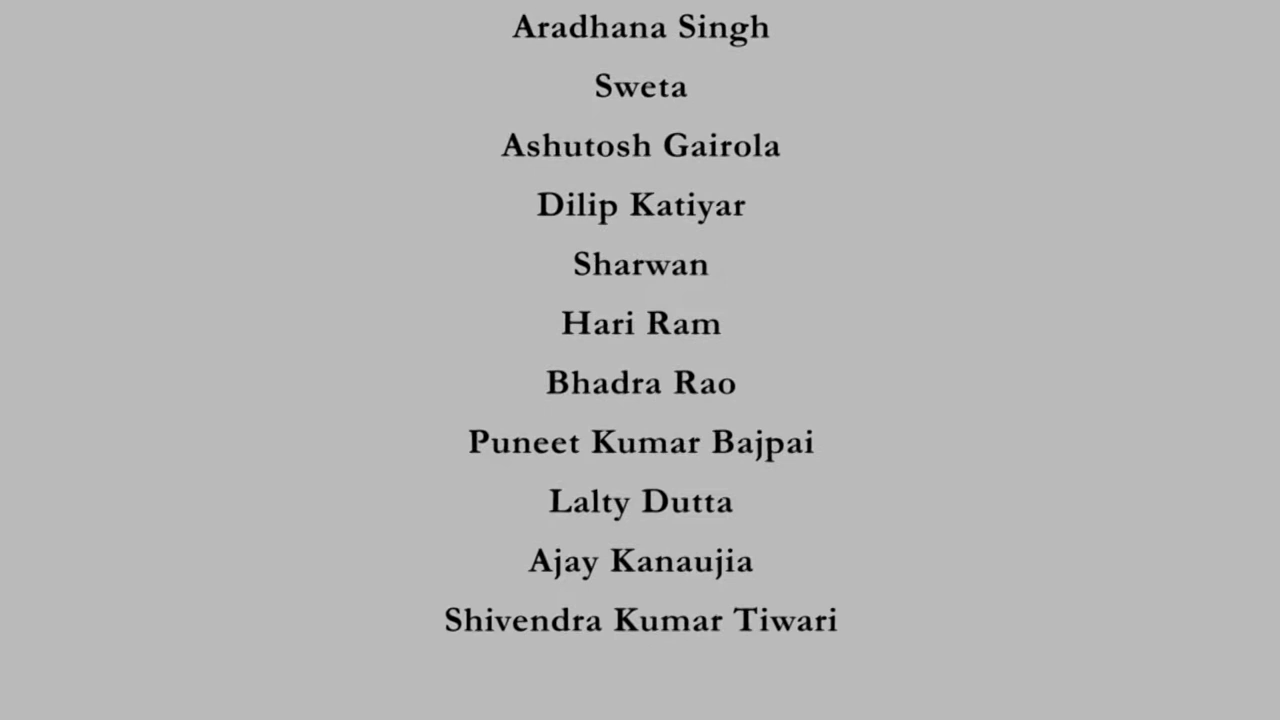 Aradhana Singh
Sweta
Ashutosh Gairola
Dilip Katiyar
Sharwan
Hari Ram
Bhadra Rao
Puneet Kumar Bajpai
Lalty Dutta
Ajay Kanaujia
Shivendra Kumar Tiwari